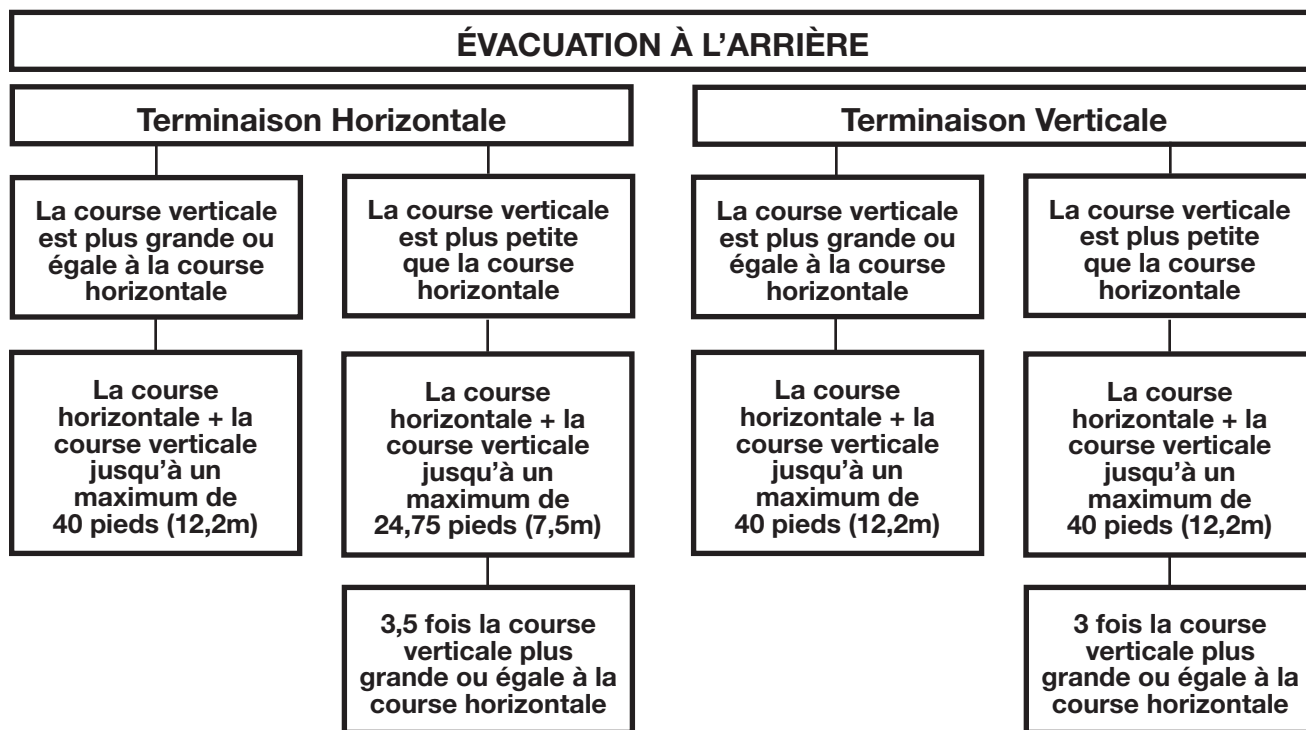 ÉVACUATION À L’ARRIÈRE
Terminaison Horizontale
La course verticale
est plus grande ou
égale à la course
horizontale
La course
horizontale + la
course verticale
jusqu’à un
maximum de
40 pieds (12,2m)
La course verticale
est plus petite
que la course
horizontale
La course
horizontale + la
course verticale
jusqu’à un
maximum de
24,75 pieds (7,5m)
3,5 fois la course
verticale plus
grande ou égale à la
course horizontale
Terminaison Verticale
La course verticale
est plus grande ou
égale à la course
horizontale
La course
horizontale + la
course verticale
jusqu’à un
maximum de
40 pieds (12,2m)
La course verticale
est plus petite
que la course
horizontale
La course
horizontale + la
course verticale
jusqu’à un
maximum de
40 pieds (12,2m)
3 fois la course
verticale plus
grande ou égale à la
course horizontale